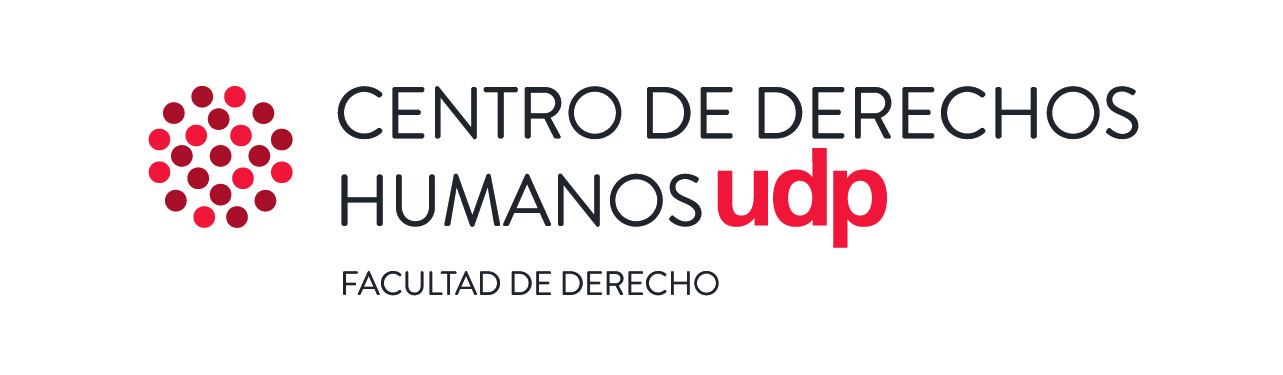 CENTRO DE DERECHOS
HUMANOS udp
FACULTAD DE DERECHO